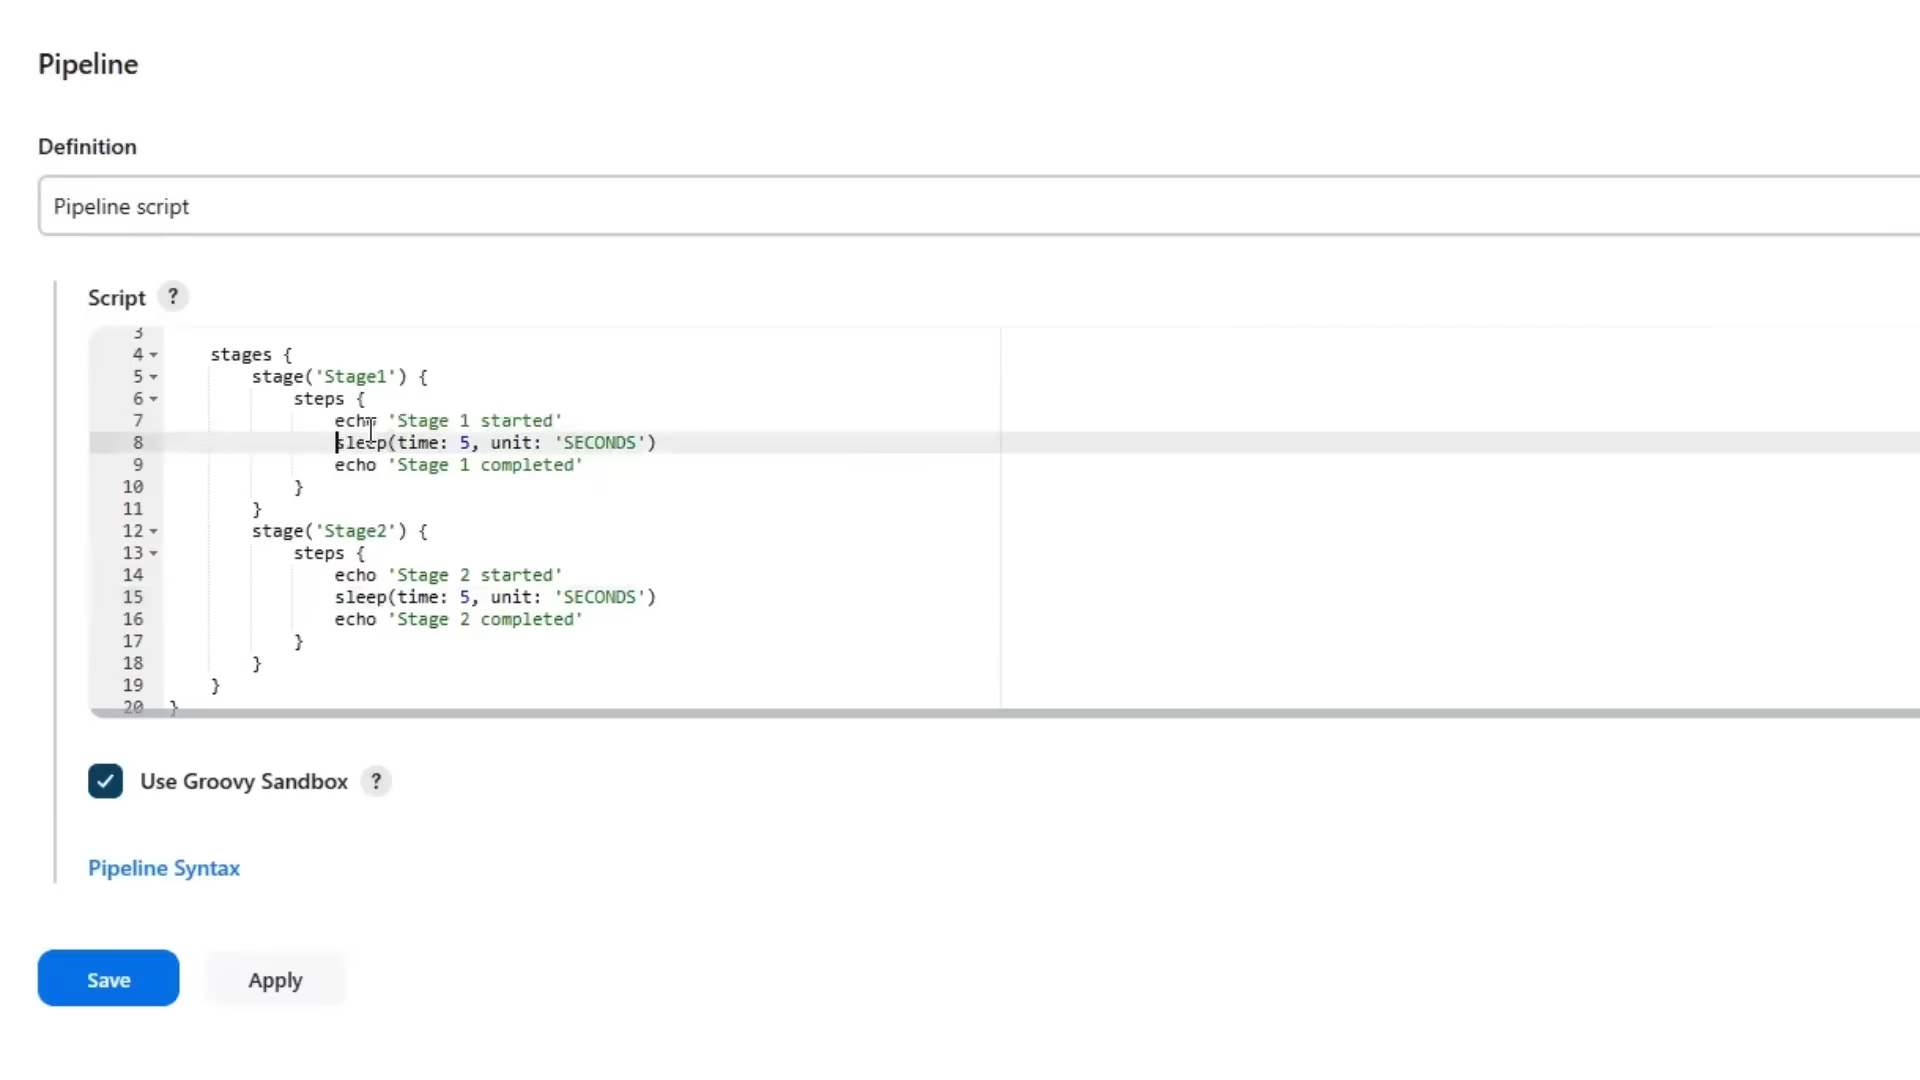 Pipeline
Definition
Pipeline script
Script ?
3
4 stages {
5 stage('Stage1') {
6 steps {
7 echo 'Stage 1 started'
8 sleep(time: 5, unit: 'SECONDS')
9 echo 'Stage 1 completed'
10 }
11 }
12 stage('Stage2') {
13 steps {
14 echo 'Stage 2 started'
15 sleep(time: 5, unit: 'SECONDS')
16 echo 'Stage 2 completed'
17 }
18 }
19 }
20 }
Use Groovy Sandbox ?
Pipeline Syntax
Save Apply